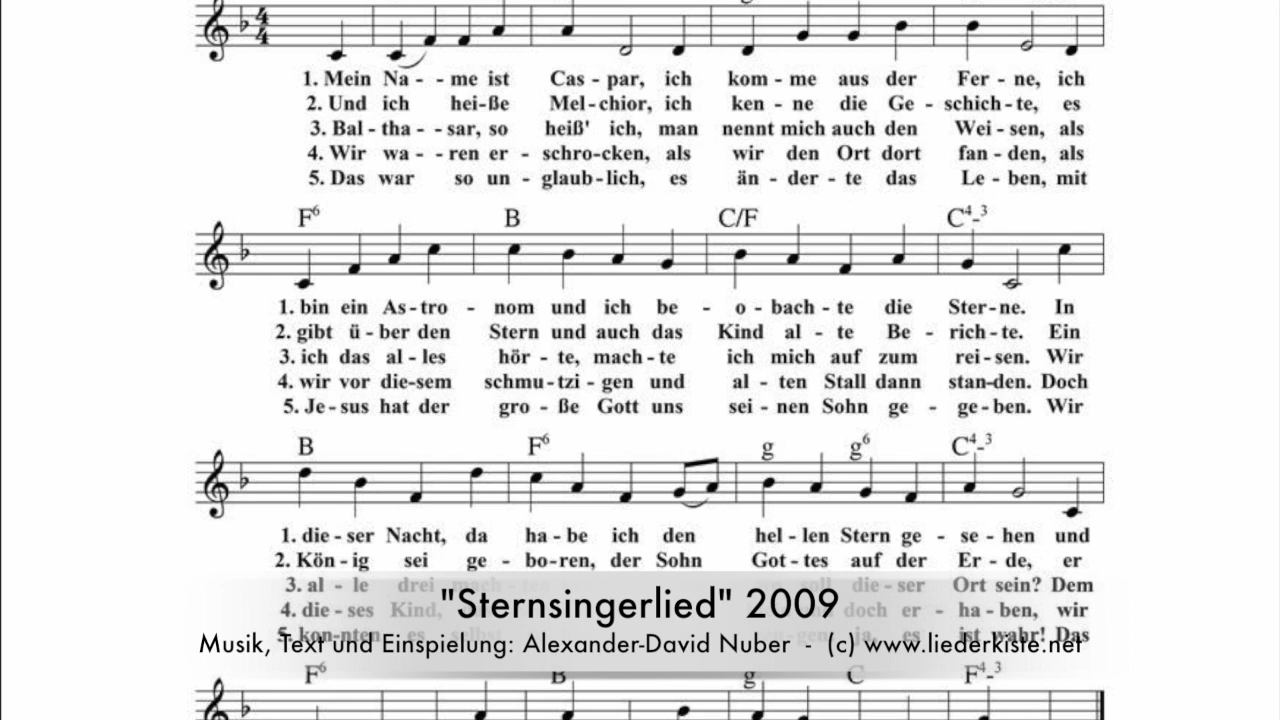 g
4
4
1. Mein Na - - me ist Cas - par, ich kom - me aus der Fer - ne, ich
2. Und ich hei-ße Mel - chior, ich ken - ne die Ge - schich - te, es
3. Bal - tha - - sar, so heiß' ich, man nennt mich auch den Wei - sen, als
4. Wir wa - - ren er - schro-cken, als wir den Ort dort fan - den, als
5. Das war so un - glaub - lich, es än - der - te das Le - ben, mit
F6 B C/F C4-3
1. bin ein As - tro - nom und ich be - o - bach - te die Ster - ne. In
2. gibt ü - ber den Stern und auch das Kind al - te Be - rich - te. Ein
3. ich das al - les hör - te, mach - te ich mich auf zum rei - sen. Wir
4. wir vor die-sem schmu - tzi - gen und al - ten Stall dann stan-den. Doch
5. Je - sus hat der gro - ße Gott uns sei - nen Sohn ge - ge - ben. Wir
B F6 g g6 C4-3
1. die - ser Nacht, da ha - be ich den hel - len Stern ge - se - hen und
2. Kön - ig sei ge - bo - ren, der Sohn Got - tes auf der Er - de, er
3. al - le drei mach - ten soll die - ser Ort sein? Dem
4. die - ses Kind, doch er - ha - ben, wir
5. kon-nten es selbst ja, es ist wahr! Das
"Sternsingerlied" 2009
Musik, Text und Einspielung: Alexander-David Nuber - (c) www.liederkiste.net
F6 B g C F4-3